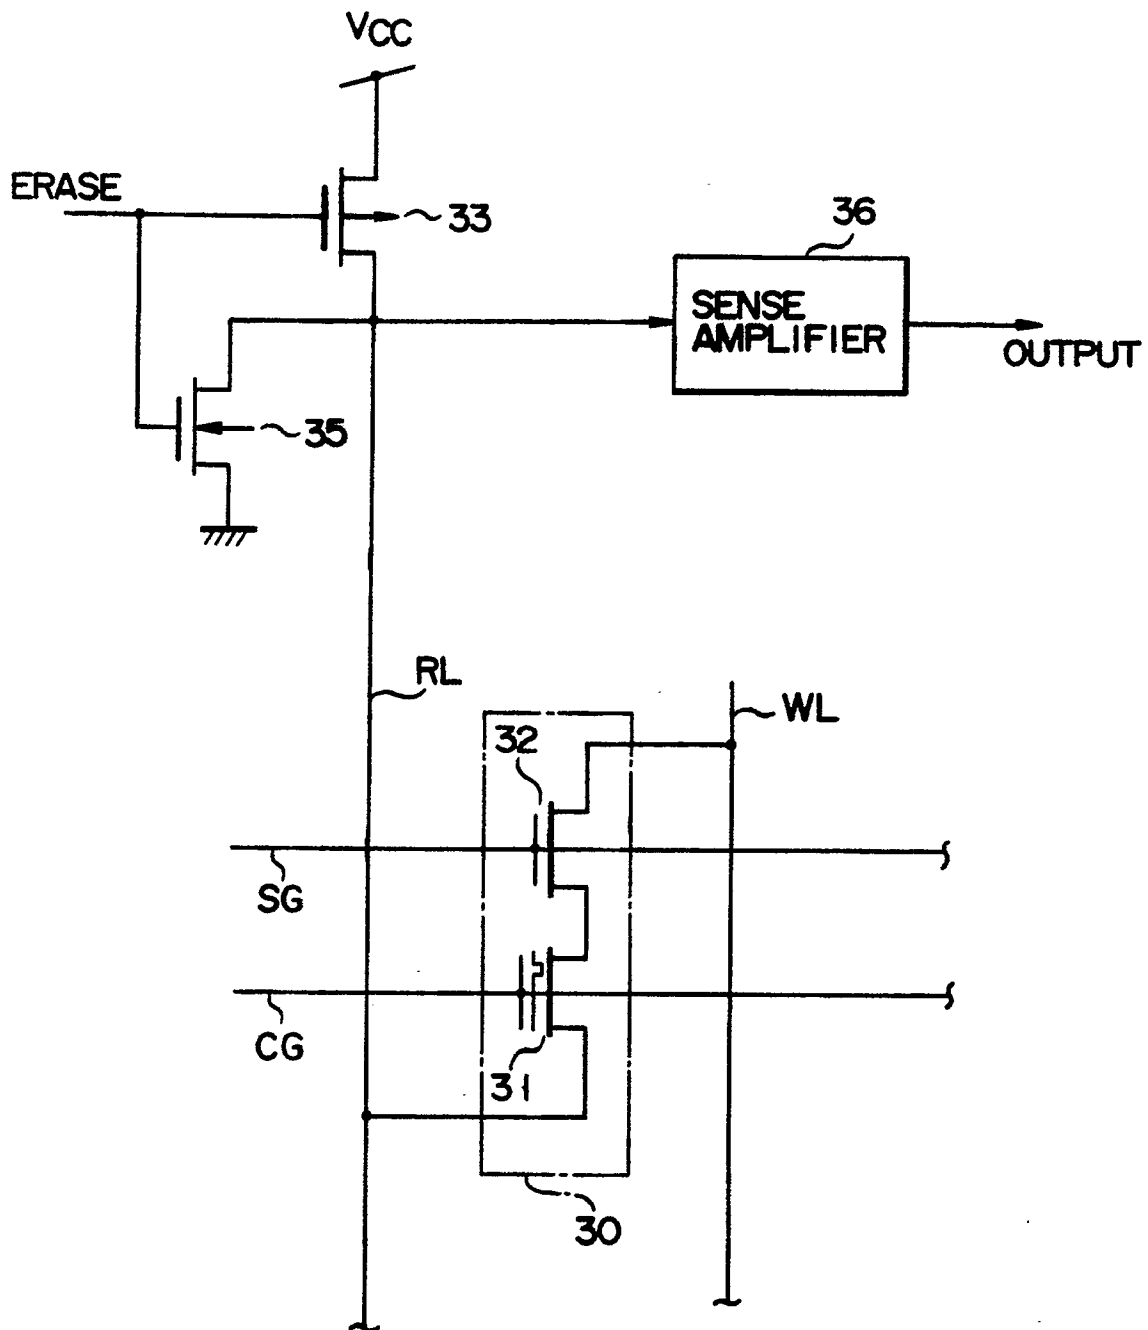 VCC
ERASE
33
36
SENSE
AMPLIFIER
OUTPUT
35
RL
WL
32
SG
CG
31
30